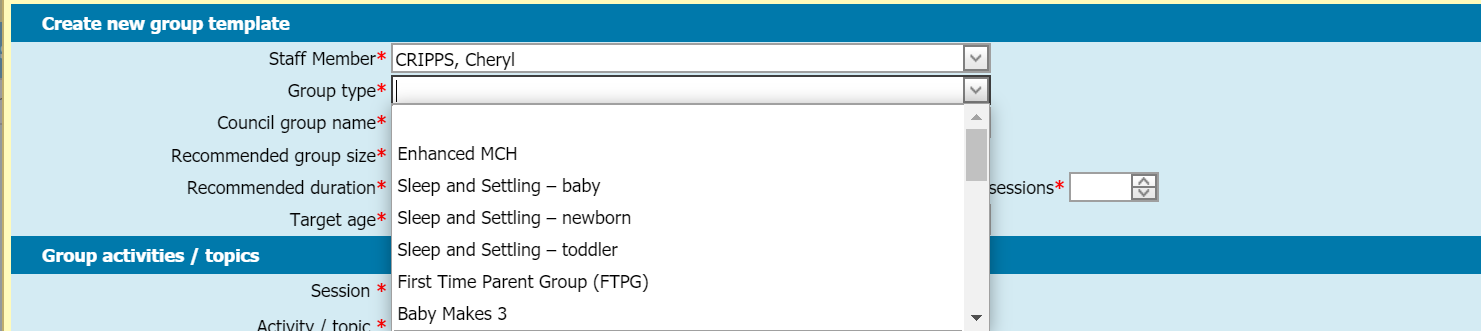 Create new group template
Staff Member* CRIPPS, Cheryl
Group type*
Council group name*
Recommended group size*
Recommended duration* sessions*
Target age*
Enhanced MCH
Sleep and Settling – baby
Sleep and Settling – newborn
Sleep and Settling – toddler
First Time Parent Group (FTPG)
Baby Makes 3
Group activities / topics
Session *
Activity / topic *